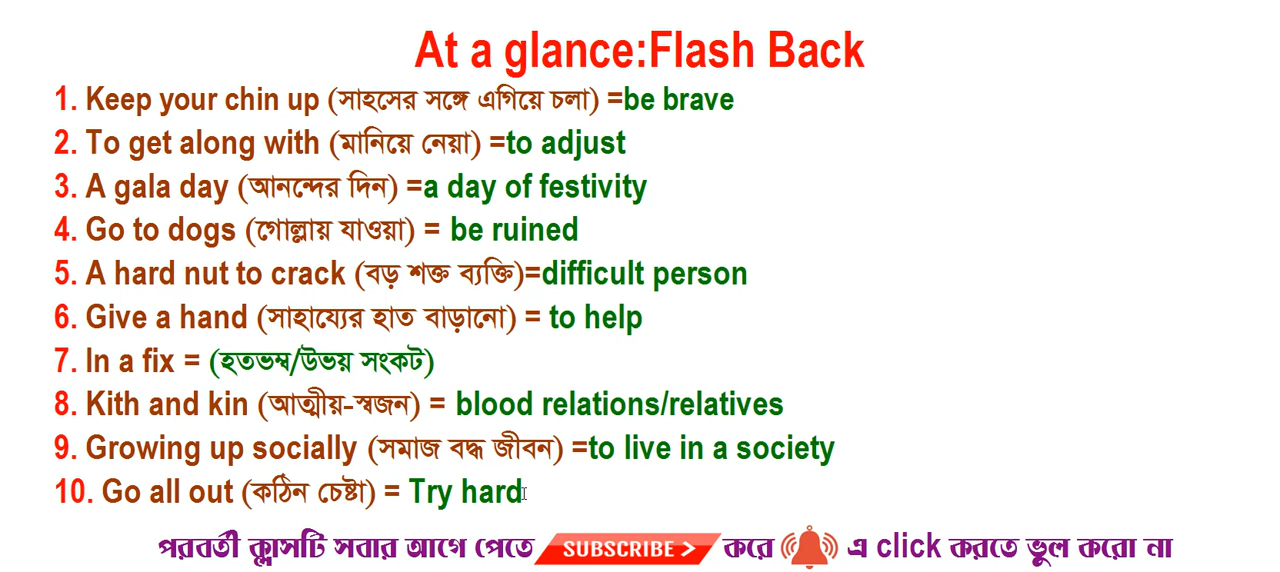 At a glance:Flash Back
1. Keep your chin up (সাহসের সঙ্গে এগিয়ে চলা) =be brave
2. To get along with (মানিয়ে নেয়া) =to adjust
3. A gala day (আনন্দের দিন) =a day of festivity
4. Go to dogs (গোল্লায় যাওয়া) = be ruined
5. A hard nut to crack (বড় শক্ত ব্যক্তি)=difficult person
6. Give a hand (সাহায্যের হাত বাড়ানো) = to help
7. In a fix = (হতভম্ব/উভয় সংকট)
8. Kith and kin (আত্মীয়-স্বজন) = blood relations/relatives
9. Growing up socially (সমাজ বদ্ধ জীবন) =to live in a society
10. Go all out (কঠিন চেষ্টা) = Try hard
পরবর্তী ক্লাসটি সবার আগে পেতে SUBSCRIBE > করে এ click করতে ভুল করো না